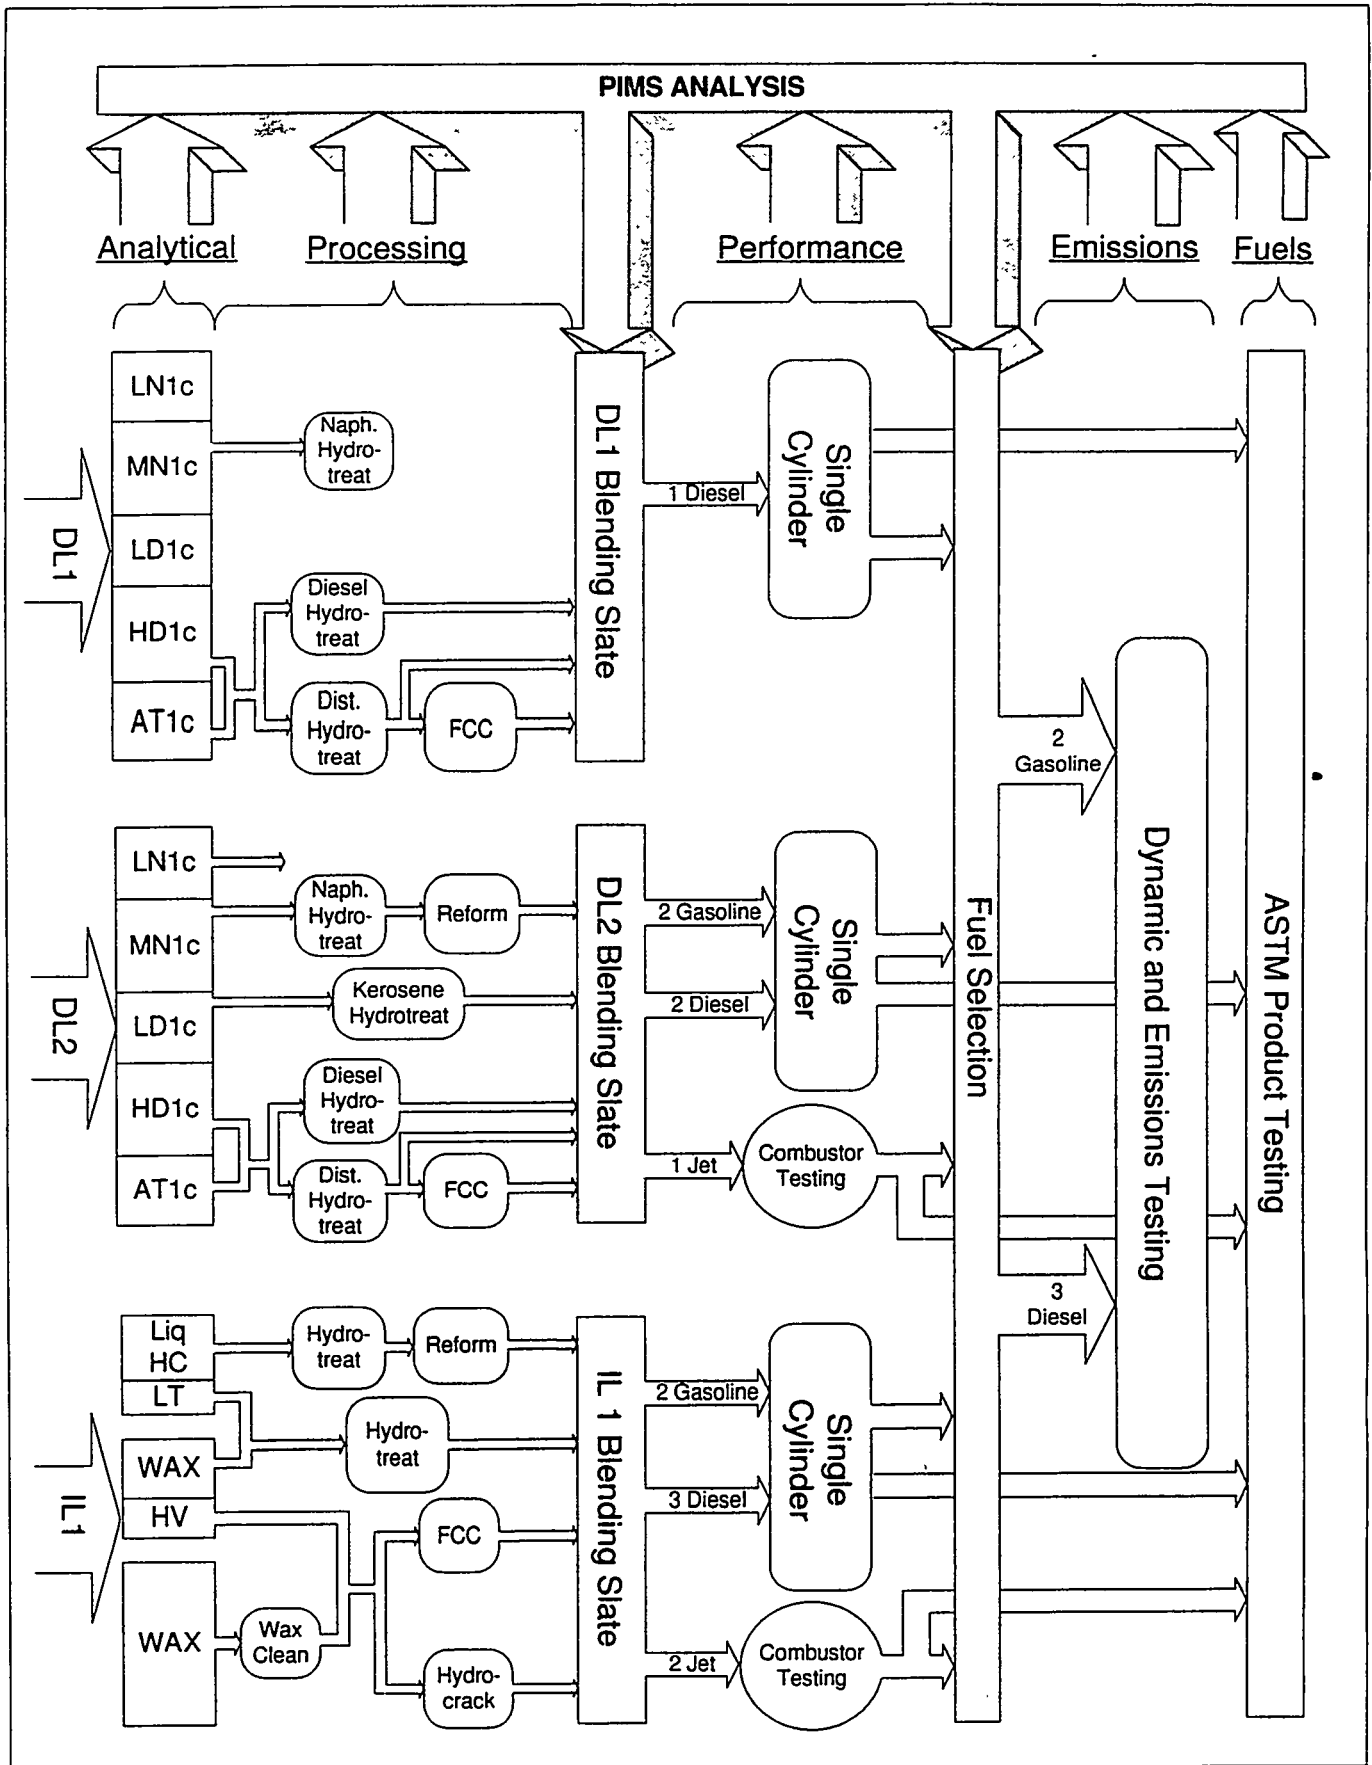 PIMS ANALYSIS
Analytical
Processing
Performance
Emissions
Fuels
DL1
LN1c
MN1c
LD1c
HD1c
AT1c
Naph.
Hydro-
treat
Diesel
Hydro-
treat
Dist.
Hydro-
treat
FCC
DL1 Blending Slate
1 Diesel
Single
Cylinder
DL2
LN1c
MN1c
LD1c
HD1c
AT1c
Naph.
Hydro-
treat
Reform
Kerosene
Hydrotreat
Diesel
Hydro-
treat
Dist.
Hydro-
treat
FCC
DL2 Blending Slate
2 Gasoline
2 Diesel
1 Jet
Single
Cylinder
Combustor
Testing
IL1
Liq
HC
LT
WAX
HV
WAX
Hydro-
treat
Reform
Hydro-
treat
FCC
Wax
Clean
Hydro-
crack
IL 1 Blending Slate
2 Gasoline
3 Diesel
2 Jet
Single
Cylinder
Combustor
Testing
Fuel Selection
2
Gasoline
3
Diesel
Dynamic and Emissions Testing
ASTM Product Testing